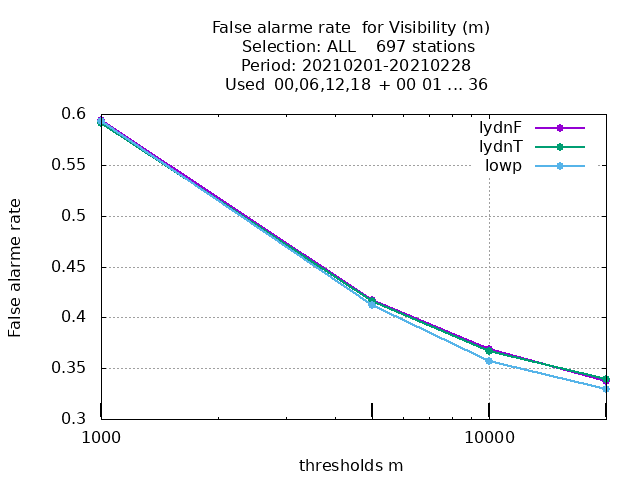 False alarme rate  for Visibility (m)
Selection: ALL    697 stations
Period: 20210201-20210228
Used  00,06,12,18  + 00 01 ... 36
0.6
0.55
0.5
0.45
0.4
0.35
0.3
False alarme rate
lydnF
lydnT
lowp
1000
10000
thresholds m